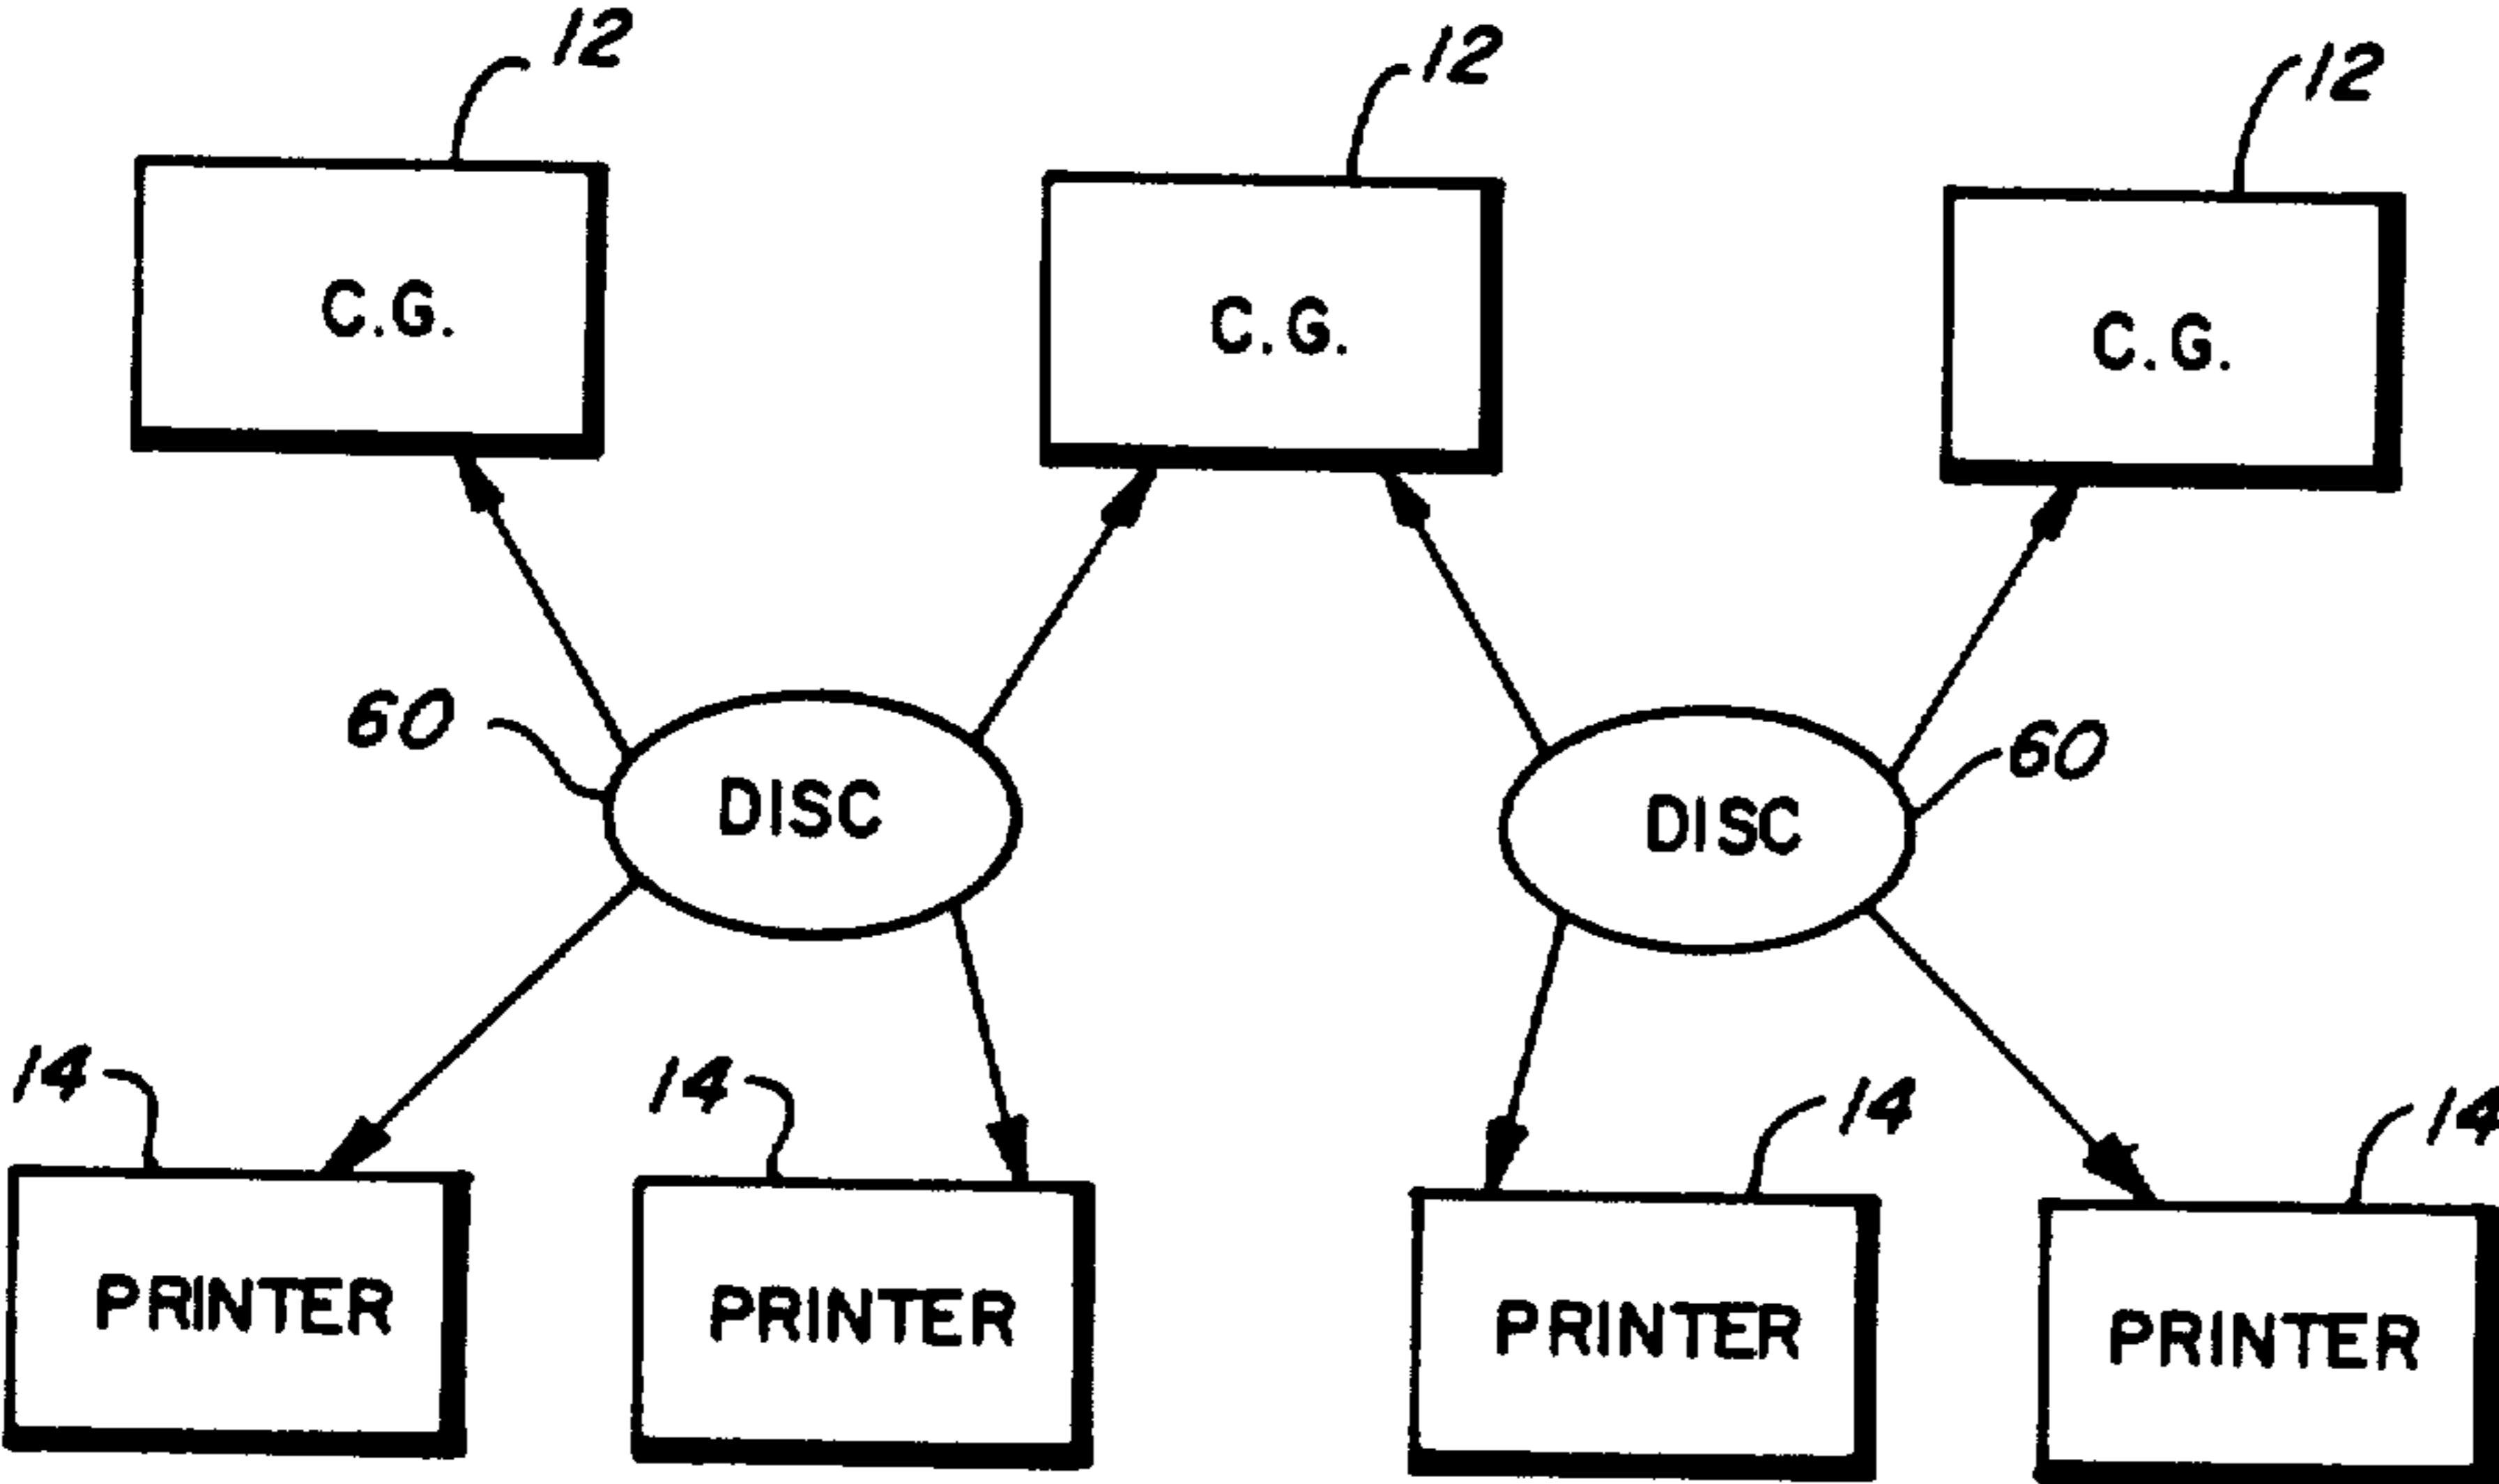 12 12 12
C.G. C.G. C.G.
60 60
DISC DISC
14 14 14 14
PRINTER PRINTER PRINTER PRINTER